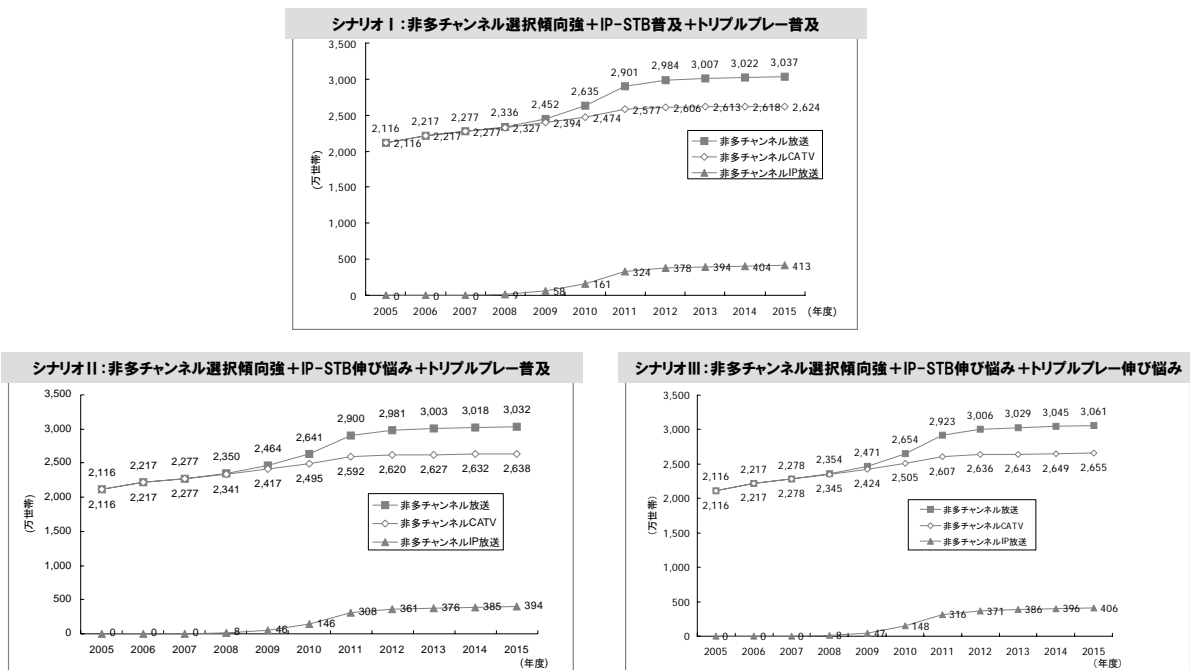 シナリオⅠ:非多チャンネル選択傾向強+IP-STB普及+トリプルプレー普及
(万世帯)
3,500
3,000
2,500
2,000
1,500
1,000
500
0
2,116 2,217 2,277 2,336 2,452 2,635 2,901 2,984 3,007 3,022 3,037
2,116 2,217 2,277 2,327 2,394 2,474 2,577 2,606 2,613 2,618 2,624
非多チャンネル放送
非多チャンネルCATV
非多チャンネルIP放送
0 0 0 9 58 161 324 378 394 404 413
2005 2006 2007 2008 2009 2010 2011 2012 2013 2014 2015 (年度)
シナリオⅡ:非多チャンネル選択傾向強+IP-STB伸び悩み+トリプルプレー普及
(万世帯)
3,500
3,000
2,500
2,000
1,500
1,000
500
0
2,116 2,217 2,277 2,350 2,464 2,641 2,900 2,981 3,003 3,018 3,032
2,116 2,217 2,277 2,341 2,417 2,495 2,592 2,620 2,627 2,632 2,638
非多チャンネル放送
非多チャンネルCATV
非多チャンネルIP放送
0 0 0 8 46 146 308 361 376 385 394
2005 2006 2007 2008 2009 2010 2011 2012 2013 2014 2015
(年度)
シナリオⅢ:非多チャンネル選択傾向強+IP-STB伸び悩み+トリプルプレー伸び悩み
(万世帯)
3,500
3,000
2,500
2,000
1,500
1,000
500
0
2,116 2,217 2,278 2,354 2,471 2,654 2,923 3,006 3,029 3,045 3,061
2,116 2,217 2,278 2,345 2,424 2,505 2,607 2,636 2,643 2,649 2,655
非多チャンネル放送
非多チャンネルCATV
非多チャンネルIP放送
0 0 0 8 47 148 316 371 386 396 406
2005 2006 2007 2008 2009 2010 2011 2012 2013 2014 2015
(年度)